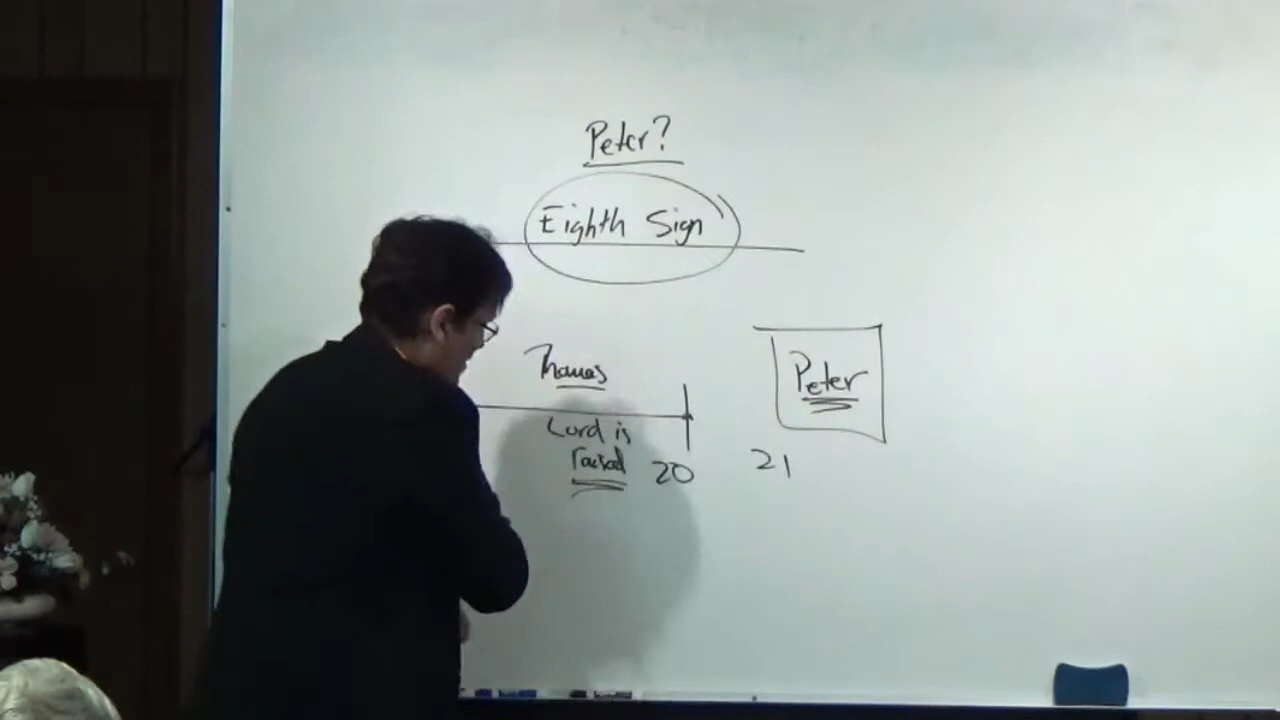 Peter?
Eighth Sign
Thomas
Peter
Lord is
raised
20
21